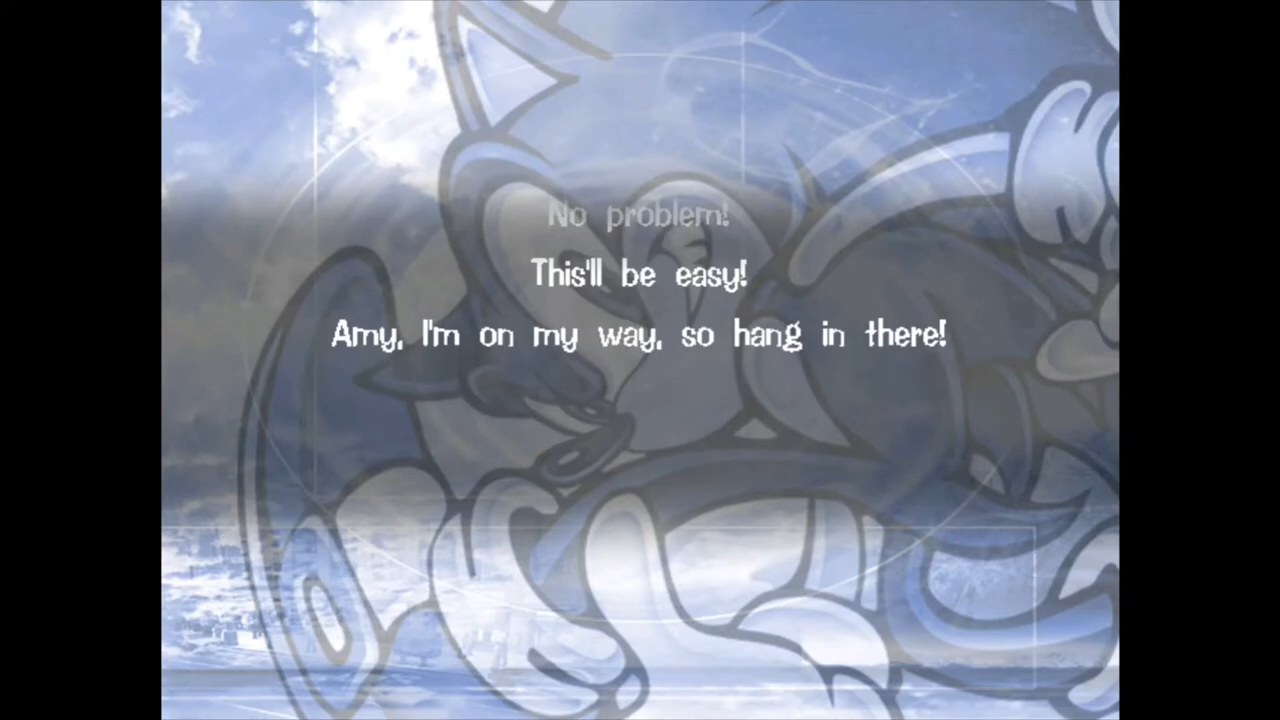 No problem!
This'll be easy!
Amy, I'm on my way, so hang in there!